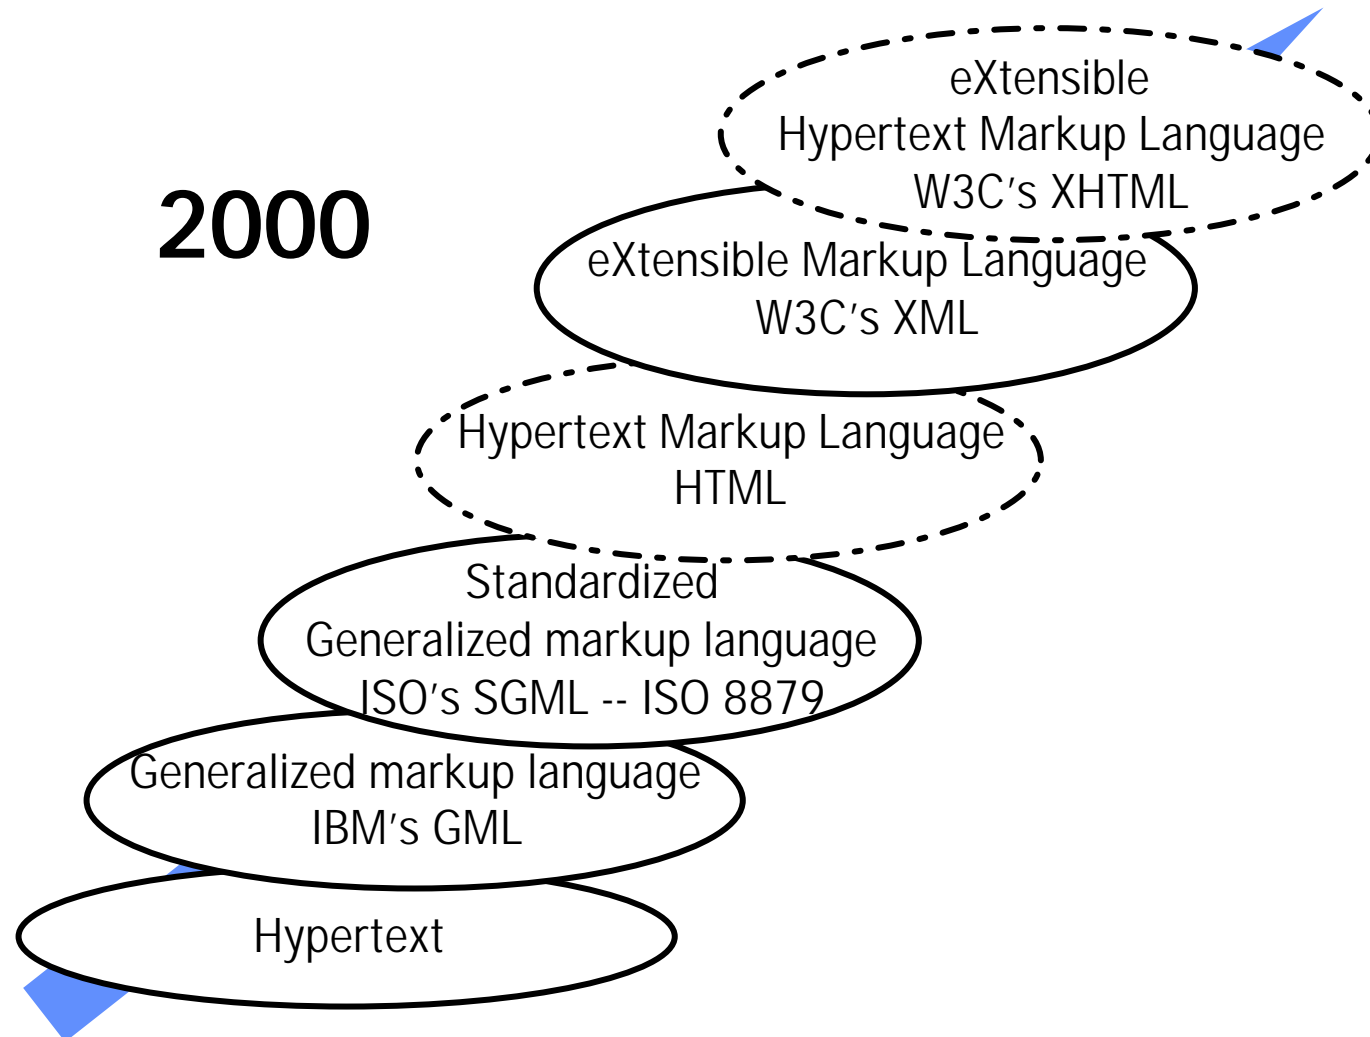 eXtensible
Hypertext Markup Language
W3C's XHTML
2000
eXtensible Markup Language
W3C's XML
Hypertext Markup Language
HTML
Standardized
Generalized markup language
ISO's SGML -- ISO 8879
Generalized markup language
IBM's GML
Hypertext